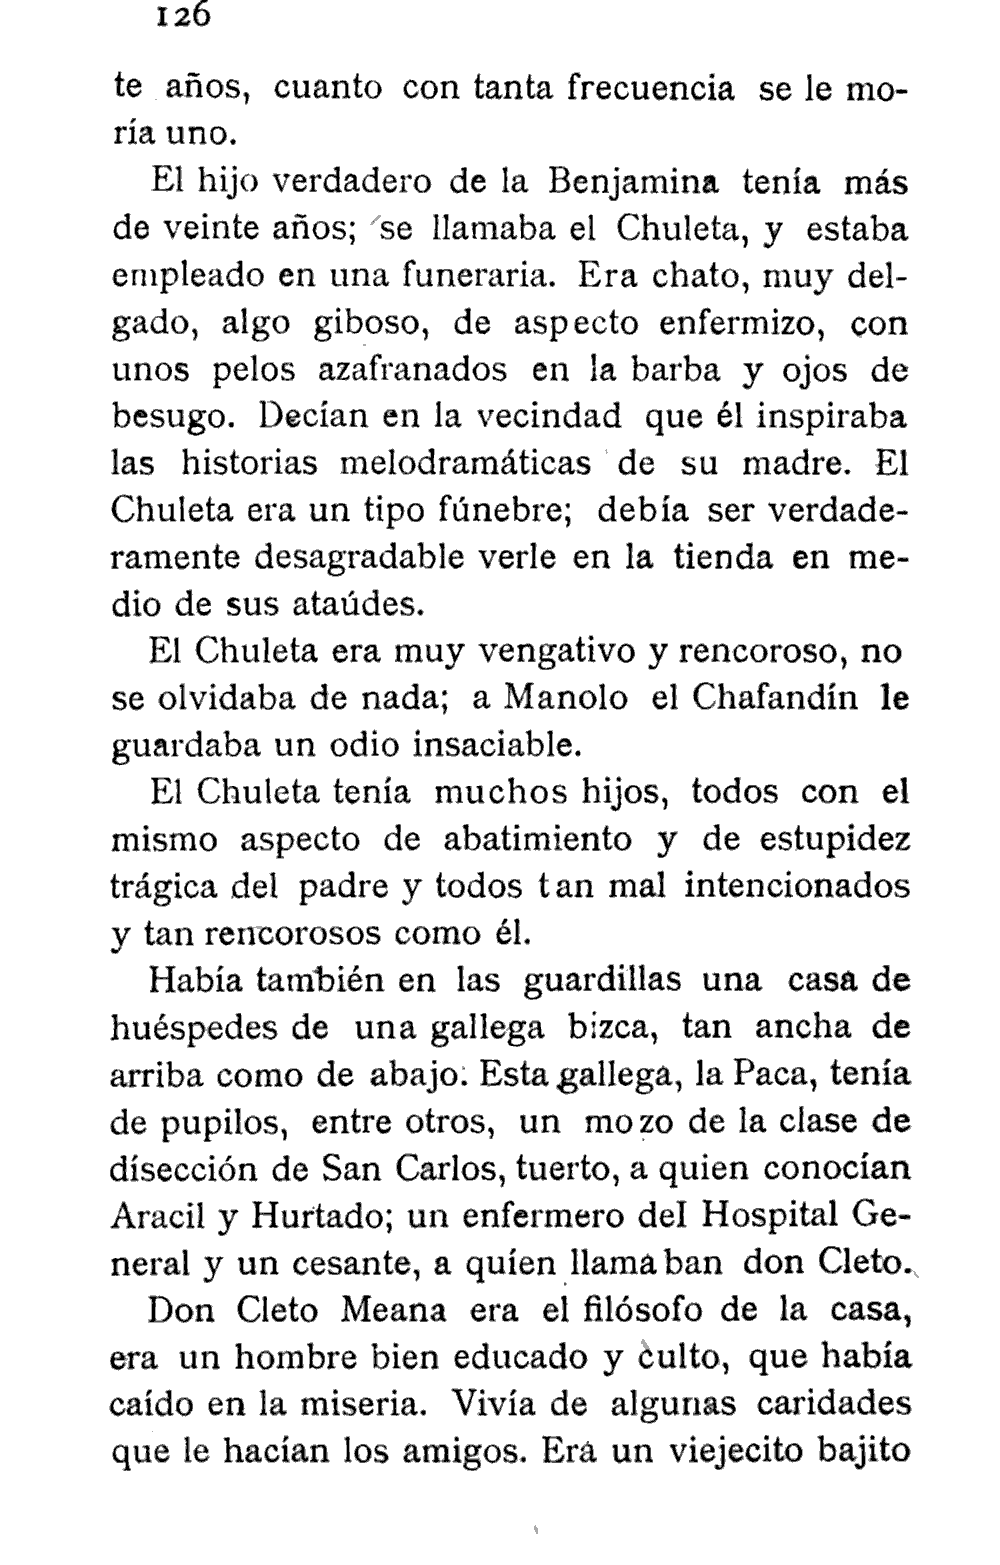 126
te años, cuanto con tanta frecuencia se le mo-
ría uno.
El hijo verdadero de la Benjamina tenía más
de veinte años; se llamaba el Chuleta, y estaba
empleado en una funeraria. Era chato, muy del-
gado, algo giboso, de aspecto enfermizo, con
unos pelos azafranados en la barba y ojos de
besugo. Decían en la vecindad que él inspiraba
las historias melodramáticas de su madre. El
Chuleta era un tipo fúnebre; debía ser verdade-
ramente desagradable verle en la tienda en me-
dio de sus ataúdes.
El Chuleta era muy vengativo y rencoroso, no
se olvidaba de nada; a Manolo el Chafandín le
guardaba un odio insaciable.
El Chuleta tenía muchos hijos, todos con el
mismo aspecto de abatimiento y de estupidez
trágica del padre y todos tan mal intencionados
y tan rencorosos como él.
Había también en las guardillas una casa de
huéspedes de una gallega bizca, tan ancha de
arriba como de abajo. Esta gallega, la Paca, tenía
de pupilos, entre otros, un mozo de la clase de
dísección de San Carlos, tuerto, a quien conocían
Aracil y Hurtado; un enfermero del Hospital Ge-
neral y un cesante, a quíen llamaban don Cleto.
Don Cleto Meana era el filósofo de la casa,
era un hombre bien educado y culto, que había
caído en la miseria. Vivía de algunas caridades
que le hacían los amigos. Era un viejecito bajito